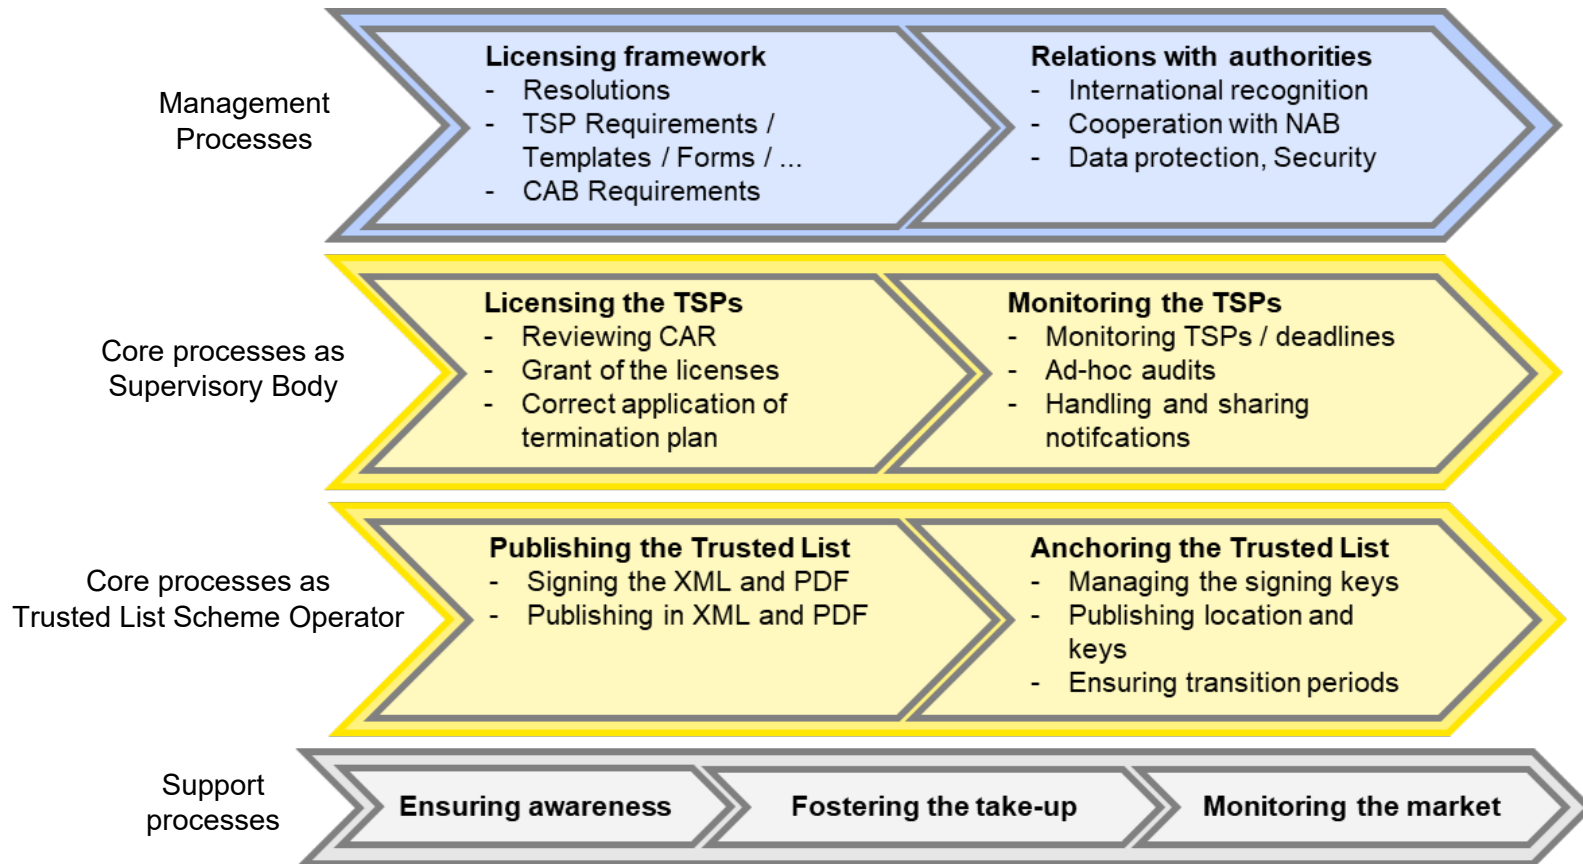 Management
Processes
Licensing framework
- Resolutions
- TSP Requirements /
Templates / Forms / ...
- CAB Requirements
Relations with authorities
- International recognition
- Cooperation with NAB
- Data protection, Security
Core processes as
Supervisory Body
Licensing the TSPs
- Reviewing CAR
- Grant of the licenses
- Correct application of
termination plan
Monitoring the TSPs
- Monitoring TSPs / deadlines
- Ad-hoc audits
- Handling and sharing
notifcations
Core processes as
Trusted List Scheme Operator
Publishing the Trusted List
- Signing the XML and PDF
- Publishing in XML and PDF
Anchoring the Trusted List
- Managing the signing keys
- Publishing location and
keys
- Ensuring transition periods
Support
processes
Ensuring awareness
Fostering the take-up
Monitoring the market